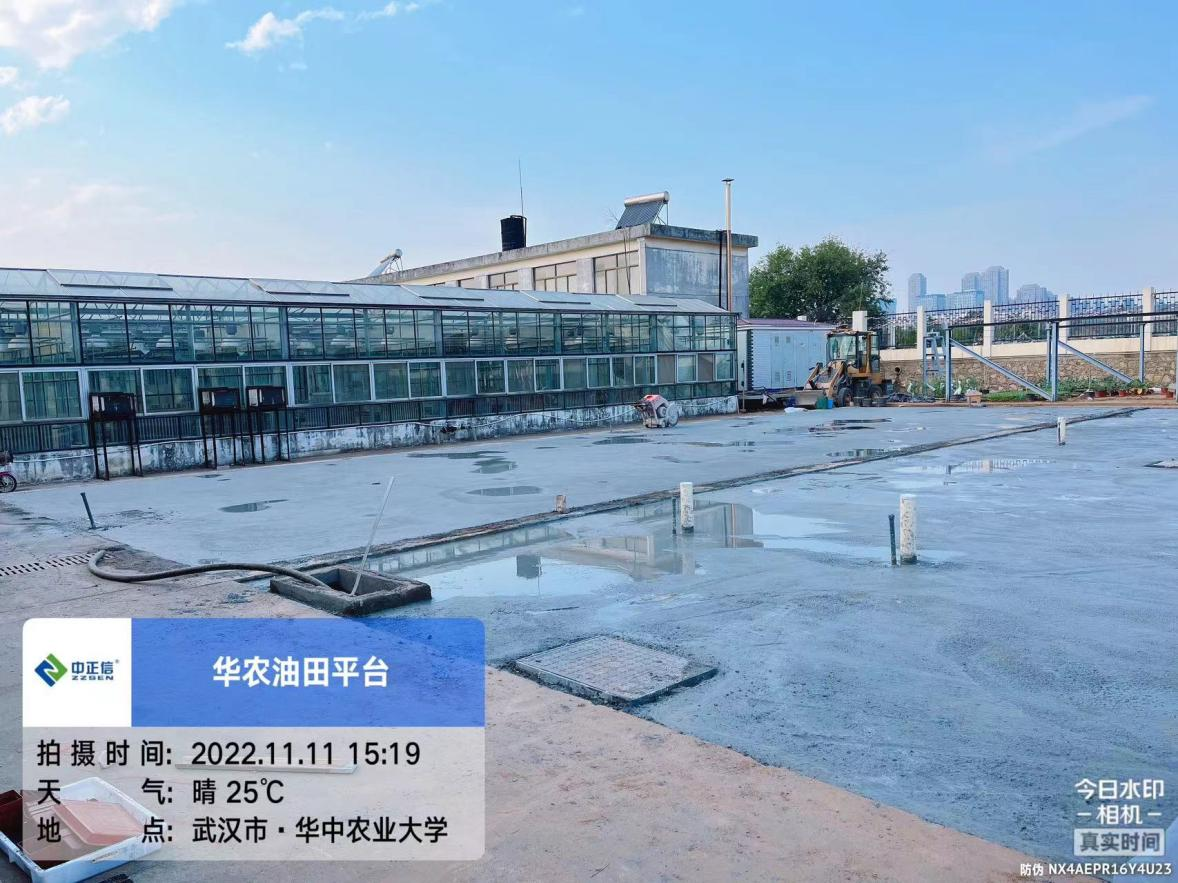 中正信®
ZZSEN
华农油田平台
拍摄时间: 2022.11.11 15:19
天气: 晴 25℃
地点: 武汉市·华中农业大学
今日水印
相机
真实时间
防伪 NX4AEPR16Y4U23